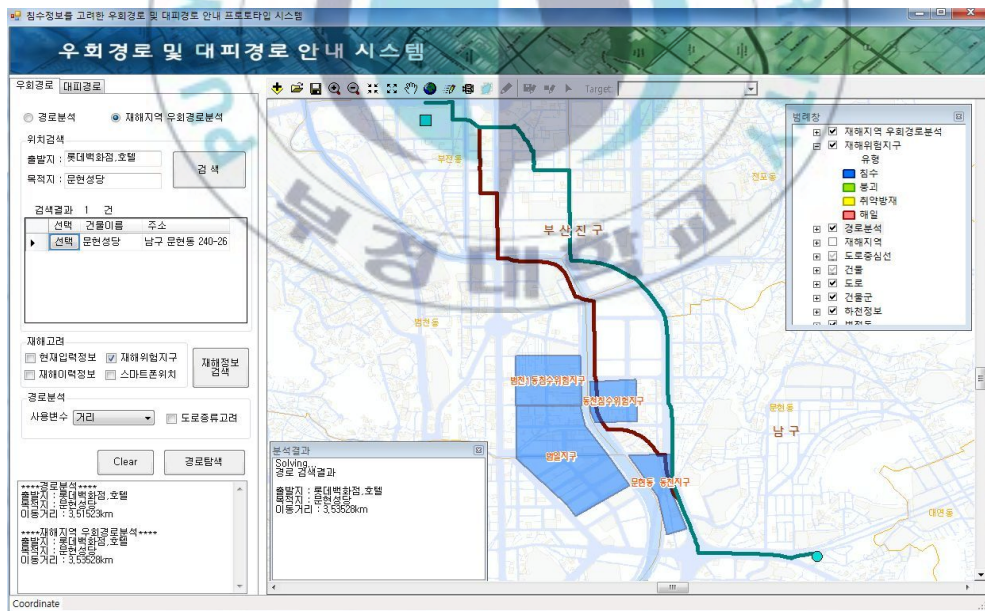 침수정보를 고려한 우회경로 및 대피경로 안내 프로토타입 시스템
우회경로 및 대피경로 안내 시스템
우회경로 대피경로
Target:
경로분석 재해지역 우회경로분석
위치검색
출발지 : 롯데백화점.호텔
목적지 : 문현성당
검 색
검색결과 1 건
선택 건물이름 주소
선택 문현성당 남구 문현동 240-26
재해고려
현재입력정보 재해위험지구
재해이력정보 스마트폰위치
재해정보
검색
경로분석
사용변수 거리 도로종류고려
Clear 경로탐색
****경로분석****
출발지 : 롯데백화점.호텔
목적지 : 문현성당
이동거리 : 3.51523km
****재해지역 우회경로분석****
출발지 : 롯데백화점.호텔
목적지 : 문현성당
이동거리 : 3.53528km
Coordinate
부전동
전포동
부산진구
범천동
범천1동침수위험지구
동천침수위험지구
범일지구
문현동 동천지구
문현동
남구
대연동
분석결과
Solving...
경로 검색결과
출발지 : 롯데백화점.호텔
목적지 : 문현성당
이동거리 : 3.53528km
범례창
재해지역 우회경로분석
재해위험지구
유형
침수
붕괴
취약방재
해일
경로분석
재해지역
도로중심선
건물
도로
건물군
하천정보
법정동
부경대학교